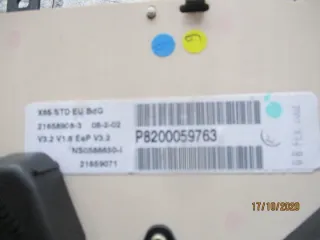 X65 STD EU BdG
21658908-3 08-2-02
V3.2 V1.8 EeP V3.2
P8200059763
21659071
17/10/2020